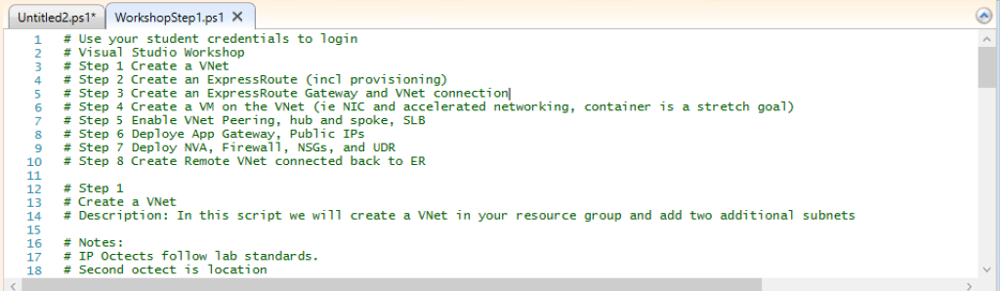 Untitled2.ps1* WorkshopStep1.ps1 X
1 # Use your student credentials to login
2 # Visual Studio Workshop
3 # Step 1 Create a VNet
4 # Step 2 Create an ExpressRoute (incl provisioning)
5 # Step 3 Create an ExpressRoute Gateway and VNet connection
6 # Step 4 Create a VM on the VNet (ie NIC and accelerated networking, container is a stretch goal)
7 # Step 5 Enable VNet Peering, hub and spoke, SLB
8 # Step 6 Deploye App Gateway, Public IPs
9 # Step 7 Deploy NVA, Firewall, NSGs, and UDR
10 # Step 8 Create Remote VNet connected back to ER
11
12 # Step 1
13 # Create a VNet
14 # Description: In this script we will create a VNet in your resource group and add two additional subnets
15
16 # Notes:
17 # IP Octects follow lab standards.
18 # Second octect is location